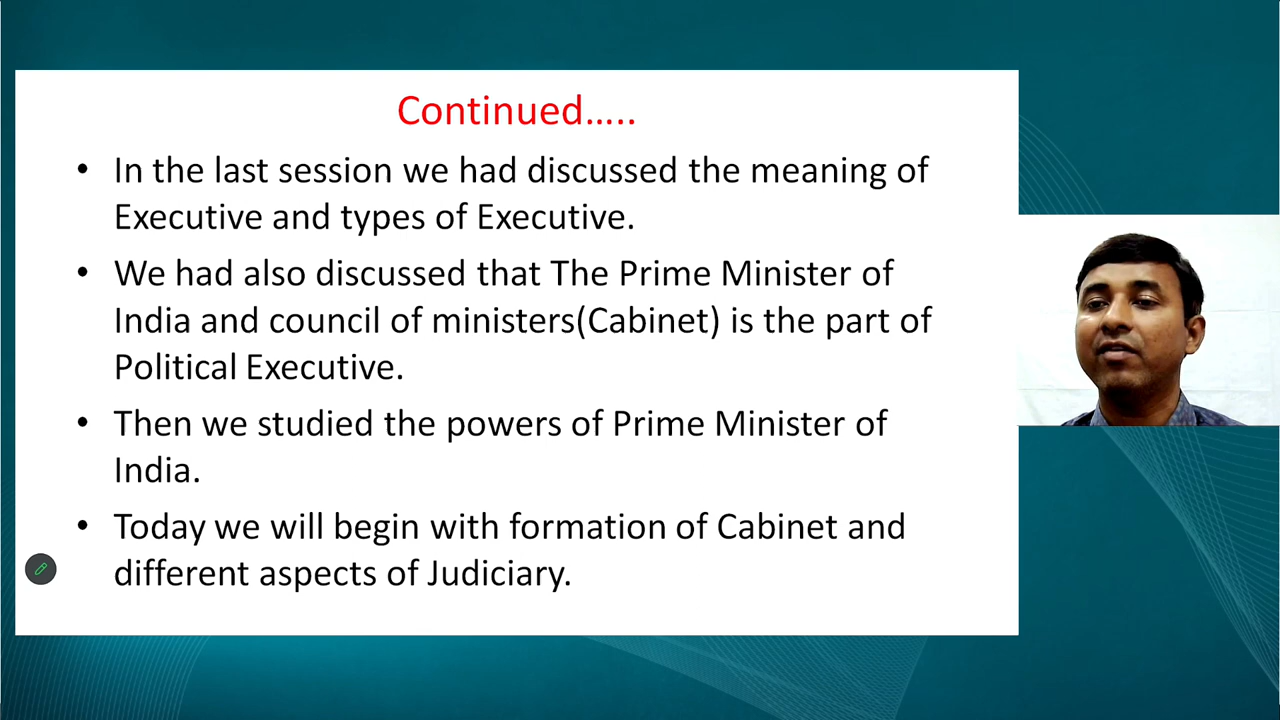 Continued…..
• In the last session we had discussed the meaning of
Executive and types of Executive.
• We had also discussed that The Prime Minister of
India and council of ministers(Cabinet) is the part of
Political Executive.
• Then we studied the powers of Prime Minister of
India.
• Today we will begin with formation of Cabinet and
different aspects of Judiciary.